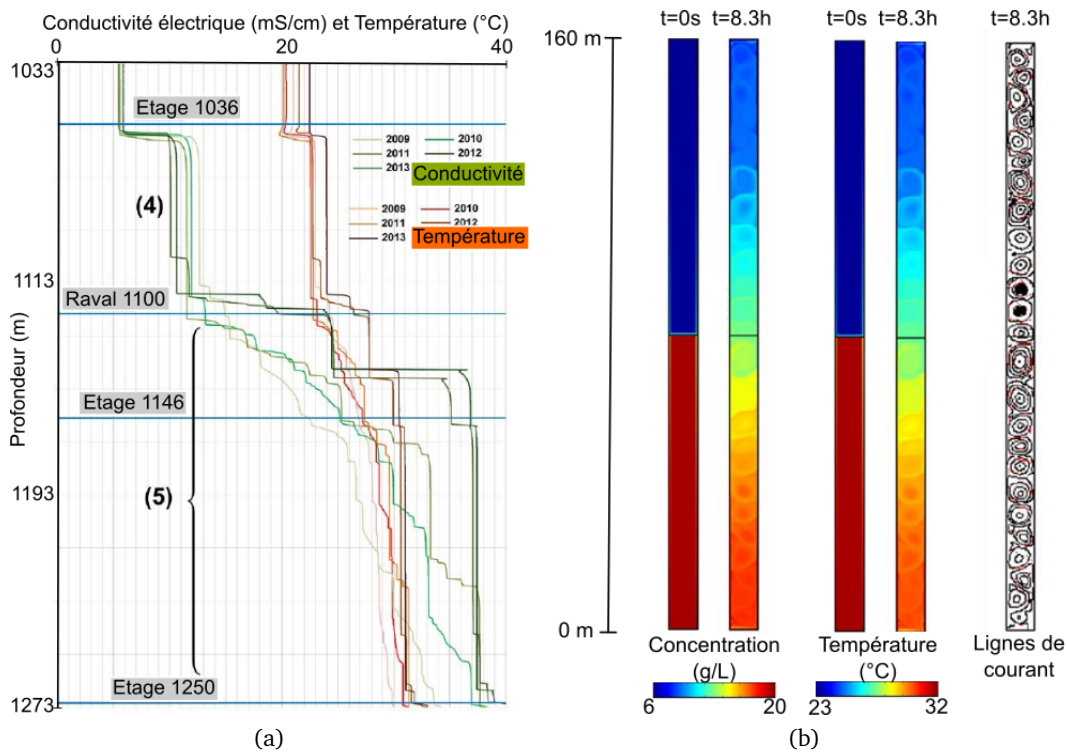 Conductivité électrique (mS/cm) et Température (°C)
0 20 40
1033
Etage 1036
2009 2010
2011 2012
2013 Conductivité
(4)
2009 2010
2011 2012
2013 Température
1113
Raval 1100
Profondeur (m)
Etage 1146
1193
(5)
Etage 1250
1273
(a)
t=0s t=8.3h t=0s t=8.3h t=8.3h
160 m
0 m
Concentration
(g/L)
6 20
Température
(°C)
23 32
Lignes de
courant
(b)